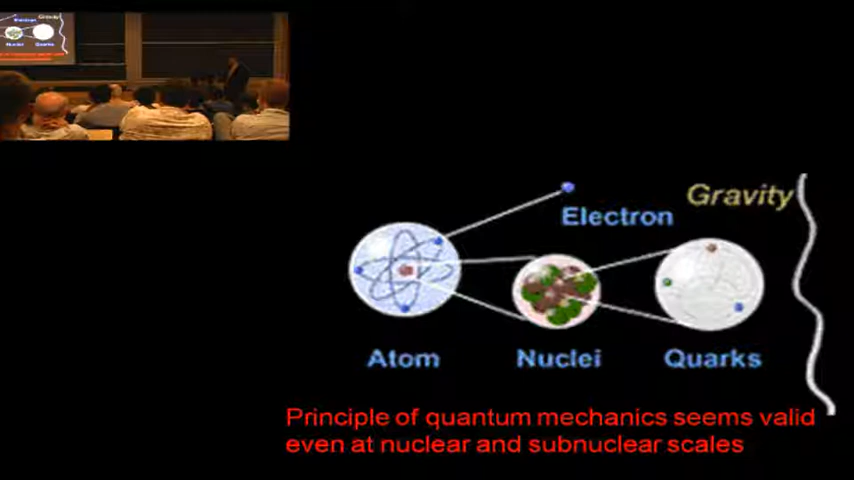 Gravity
Electron
Atom
Nuclei
Quarks
Principle of quantum mechanics seems valid
even at nuclear and subnuclear scales